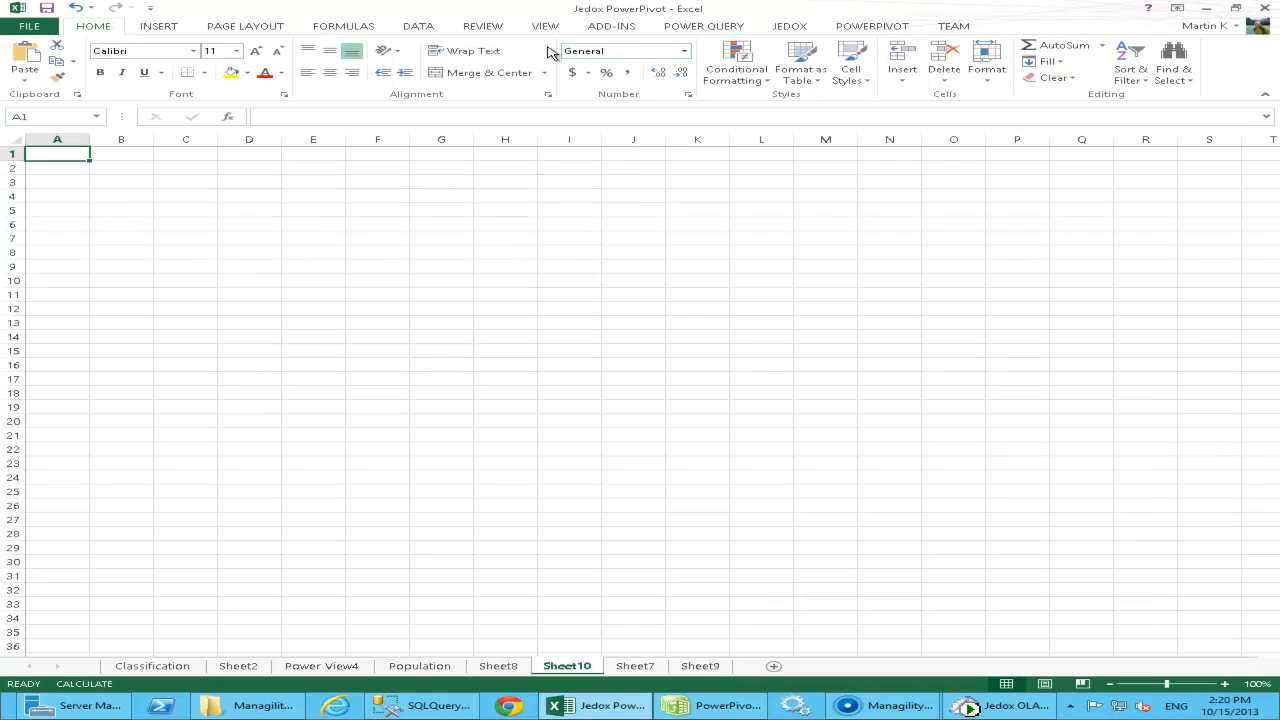 Jedox PowerPivot - Excel
?
FILE
HOME
INSERT
PAGE LAYOUT
FORMULAS
DATA
REVIEW
VIEW
ADD-INS
POWER QUERY
JEDOX
POWERPIVOT
TEAM
Martin K
Paste
Clipboard
Calibri
11
B I U
Font
Wrap Text
Merge & Center
Alignment
General
$ % ,
Number
Conditional
Formatting
Format as
Table
Cell
Styles
Styles
Insert
Delete
Format
Cells
AutoSum
Fill
Clear
Sort &
Filter
Find &
Select
Editing
A1
fx
A B C D E F G H I J K L M N O P Q R S T
1
2
3
4
5
6
7
8
9
10
11
12
13
14
15
16
17
18
19
20
21
22
23
24
25
26
27
28
29
30
31
32
33
34
35
36
Classification
Sheet2
Power View4
Population
Sheet8
Sheet10
Sheet7
Sheet9
READY
CALCULATE
100%
Server Ma...
Managilit...
SQLQuery...
Jedox Pow...
PowerPivo...
Managility...
Jedox OLA...
ENG
2:20 PM
10/15/2013